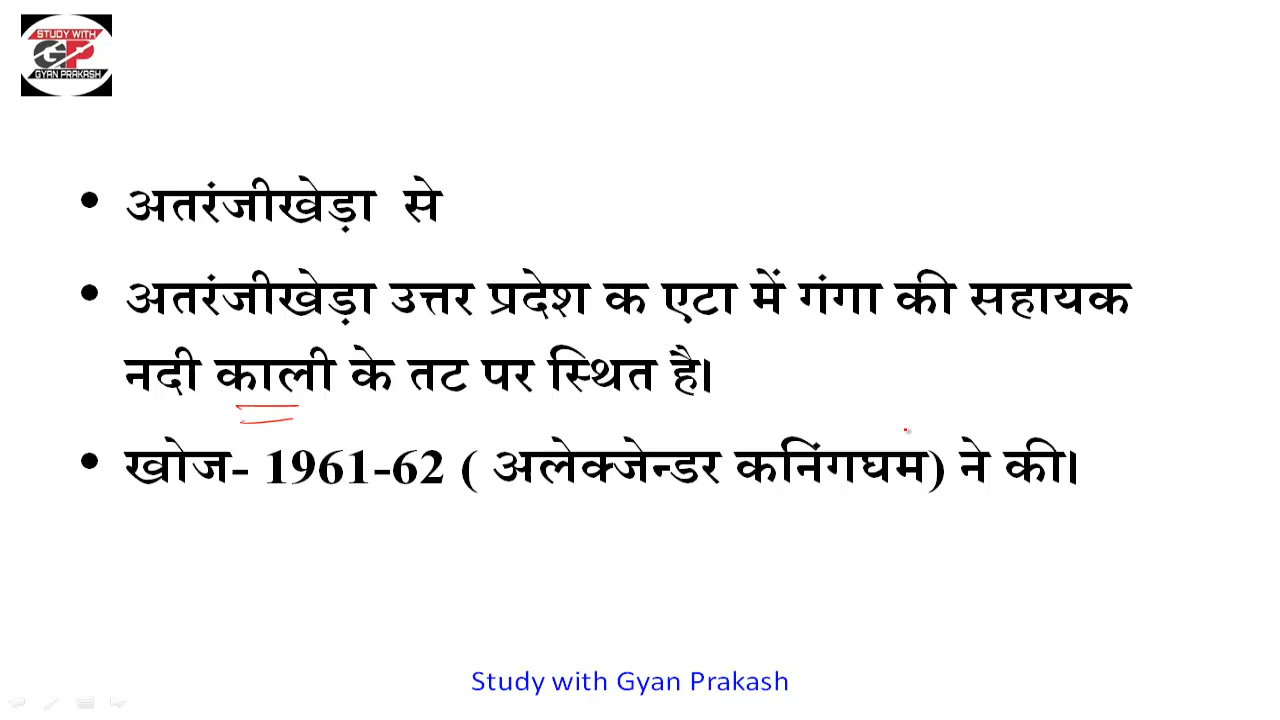 STUDY WITH
GP
GYAN PRAKASH
• अतरंजीखेड़ा से
• अतरंजीखेड़ा उत्तर प्रदेश क एटा में गंगा की सहायक
नदी काली के तट पर स्थित है।
• खोज- 1961-62 ( अलेक्जेन्डर कनिंगघम) ने की।
Study with Gyan Prakash